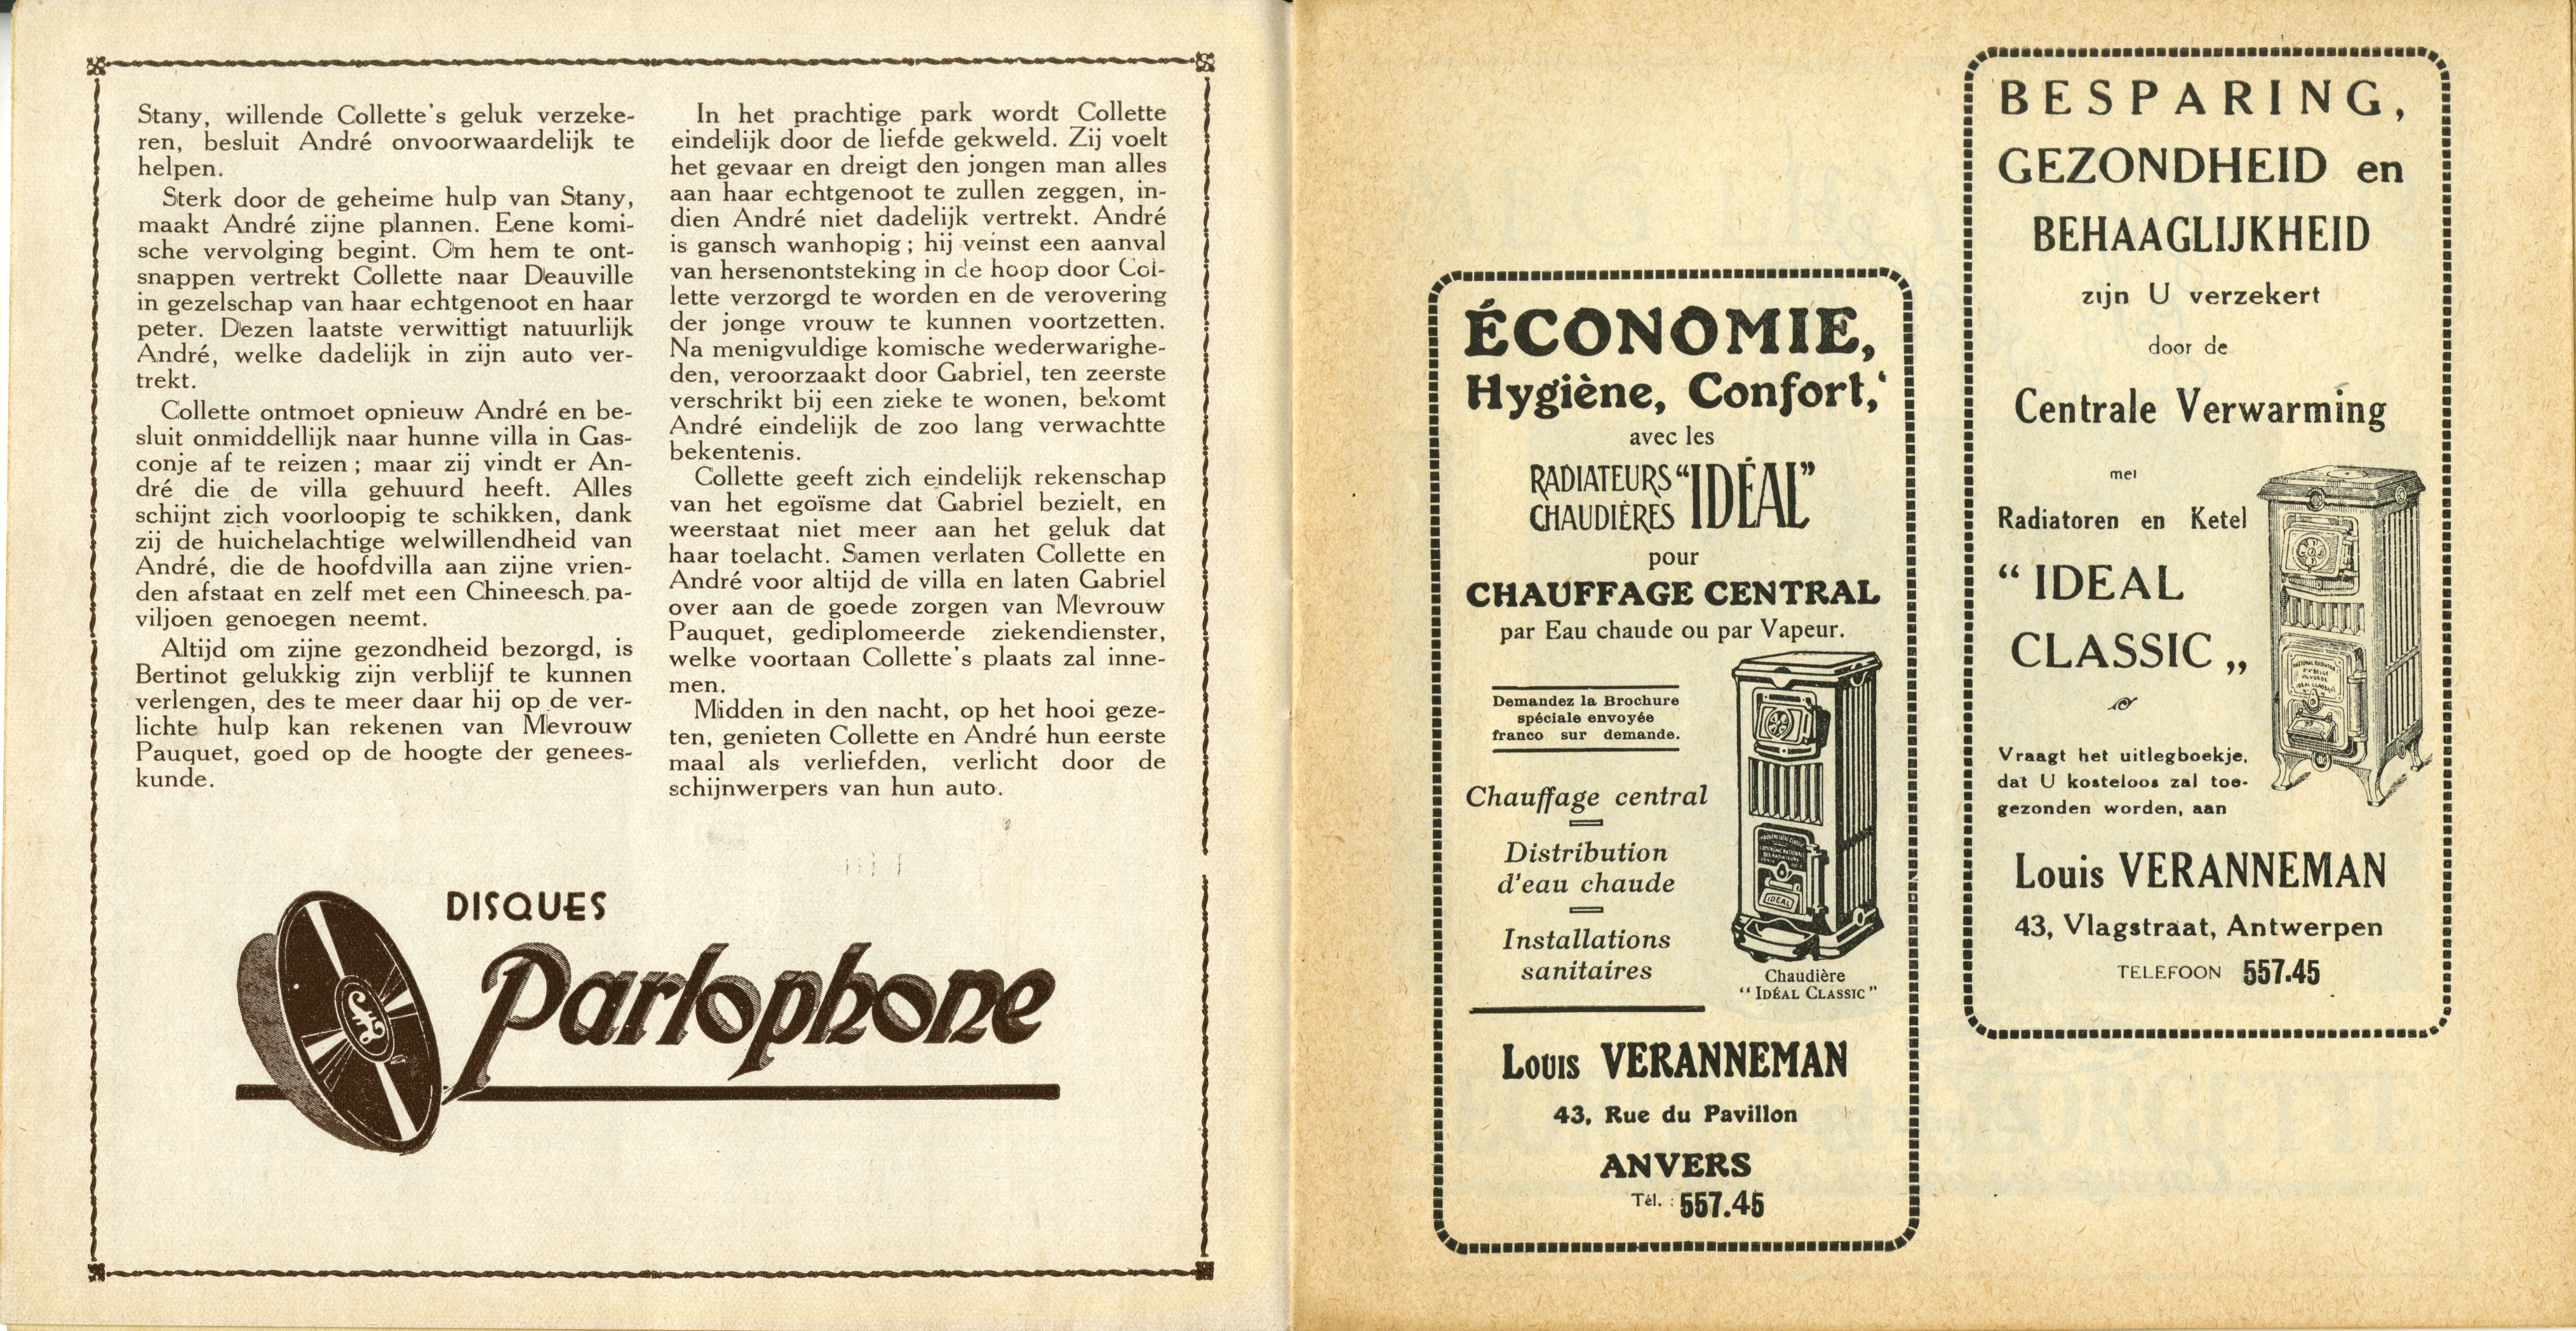 Stany, willende Collette's geluk verzeke-
ren, besluit André onvoorwaardelijk te
helpen.
Sterk door de geheime hulp van Stany,
maakt André zijne plannen. Eene komi-
sche vervolging begint. Om hem te ont-
snappen vertrekt Collette naar Deauville
in gezelschap van haar echtgenoot en haar
peter. Dezen laatste verwittigt natuurlijk
André, welke dadelijk in zijn auto ver-
trekt.
Collette ontmoet opnieuw André en be-
sluit onmiddellijk naar hunne villa in Gas-
conje af te reizen ; maar zij vindt er An-
dré die de villa gehuurd heeft. Alles
schijnt zich voorloopig te schikken, dank
zij de huichelachtige welwillendheid van
André, die de hoofdvilla aan zijne vrien-
den afstaat en zelf met een Chineesch pa-
viljoen genoegen neemt.
Altijd om zijne gezondheid bezorgd, is
Bertinot gelukkig zijn verblijf te kunnen
verlengen, des te meer daar hij op de ver-
lichte hulp kan rekenen van Mevrouw
Pauquet, goed op de hoogte der genees-
kunde.
In het prachtige park wordt Collette
eindelijk door de liefde gekweld. Zij voelt
het gevaar en dreigt den jongen man alles
aan haar echtgenoot te zullen zeggen, in-
dien André niet dadelijk vertrekt. André
is gansch wanhopig ; hij veinst een aanval
van hersenontsteking in de hoop door Col-
lette verzorgd te worden en de verovering
der jonge vrouw te kunnen voortzetten.
Na menigvuldige komische wederwarighe-
den, veroorzaakt door Gabriel, ten zeerste
verschrikt bij een zieke te wonen, bekomt
André eindelijk de zoo lang verwachtte
bekentenis.
Collette geeft zich eindelijk rekenschap
van het egoïsme dat Gabriel bezielt, en
weerstaat niet meer aan het geluk dat
haar toelacht. Samen verlaten Collette en
André voor altijd de villa en laten Gabriel
over aan de goede zorgen van Mevrouw
Pauquet, gediplomeerde ziekendienster,
welke voortaan Collette's plaats zal inne-
men.
Midden in den nacht, op het hooi geze-
ten, genieten Collette en André hun eerste
maal als verliefden, verlicht door de
schijnwerpers van hun auto.
DISQUES
Parlophone
ÉCONOMIE,
Hygiène, Confort,
avec les
RADIATEURS
CHAUDIÈRES "IDÉAL"
pour
CHAUFFAGE CENTRAL
par Eau chaude ou par Vapeur.
Demandez la Brochure
spéciale envoyée
franco sur demande.
Chauffage central
Distribution
d'eau chaude
Installations
sanitaires
IDEAL
Chaudière
"IDÉAL CLASSIC"
Louis VERANNEMAN
43, Rue du Pavillon
ANVERS
Tél. : 557.45
BESPARING,
GEZONDHEID en
BEHAAGLIJKHEID
zijn U verzekert
door de
Centrale Verwarming
met
Radiatoren en Ketel
"IDEAL
CLASSIC „
Vraagt het uitlegboekje,
dat U kosteloos zal toe-
gezonden worden, aan
Louis VERANNEMAN
43, Vlagstraat, Antwerpen
TELEFOON 557.45